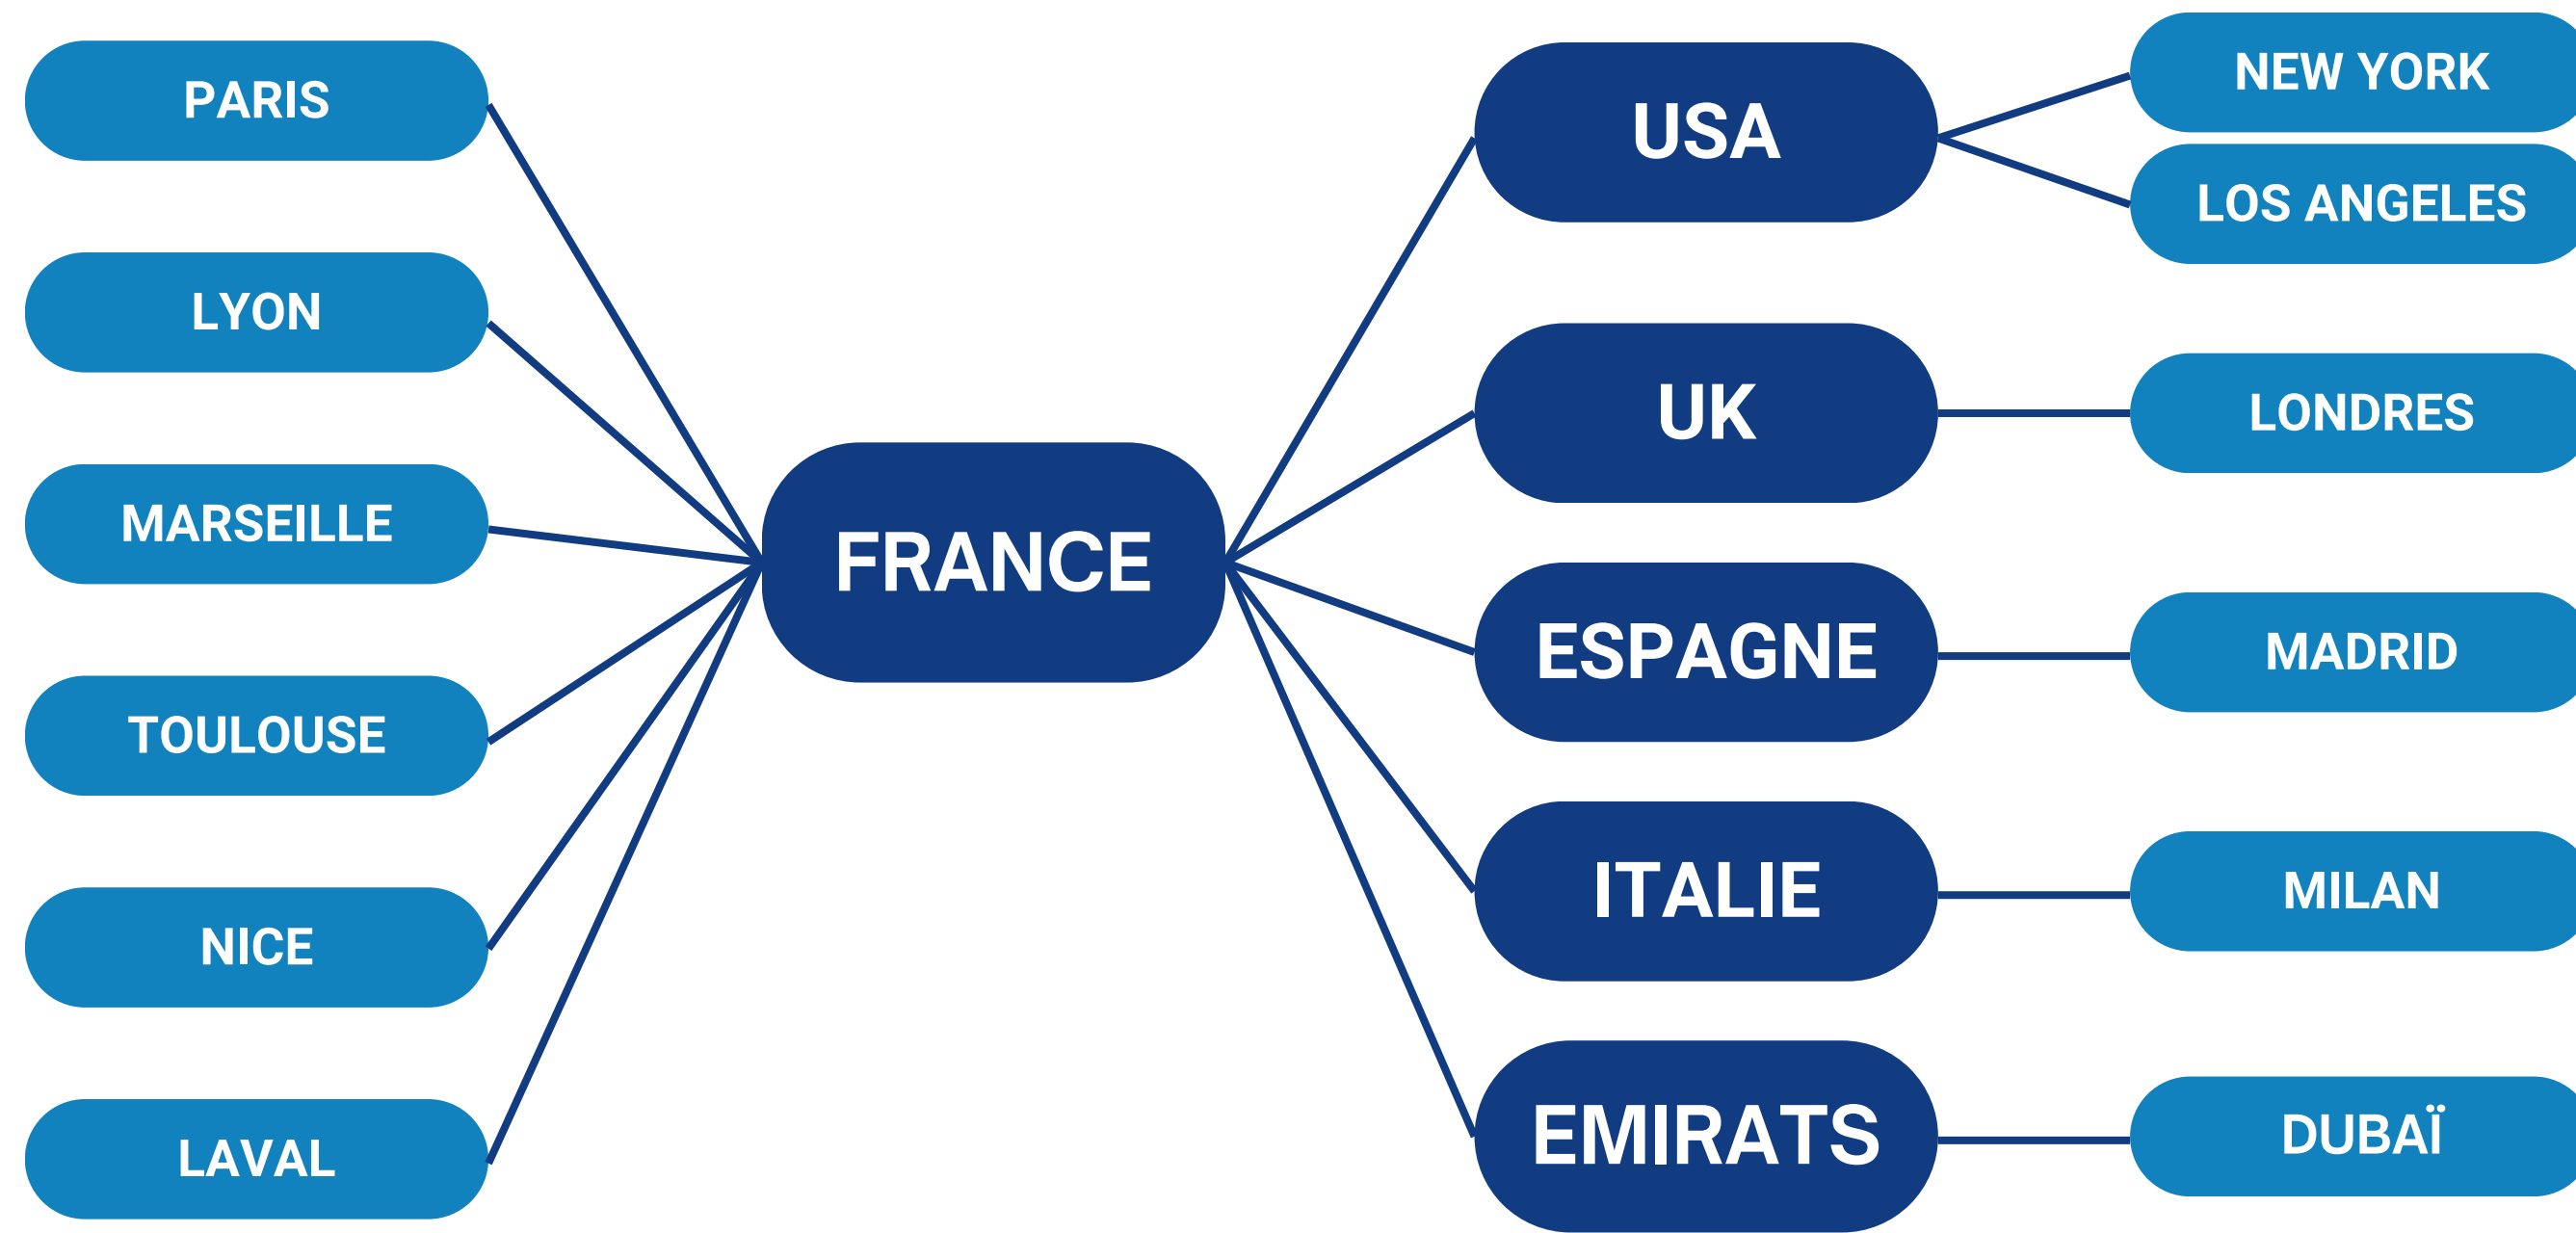 PARIS
LYON
MARSEILLE
TOULOUSE
NICE
LAVAL
FRANCE
USA
UK
ESPAGNE
ITALIE
EMIRATS
NEW YORK
LOS ANGELES
LONDRES
MADRID
MILAN
DUBAÏ